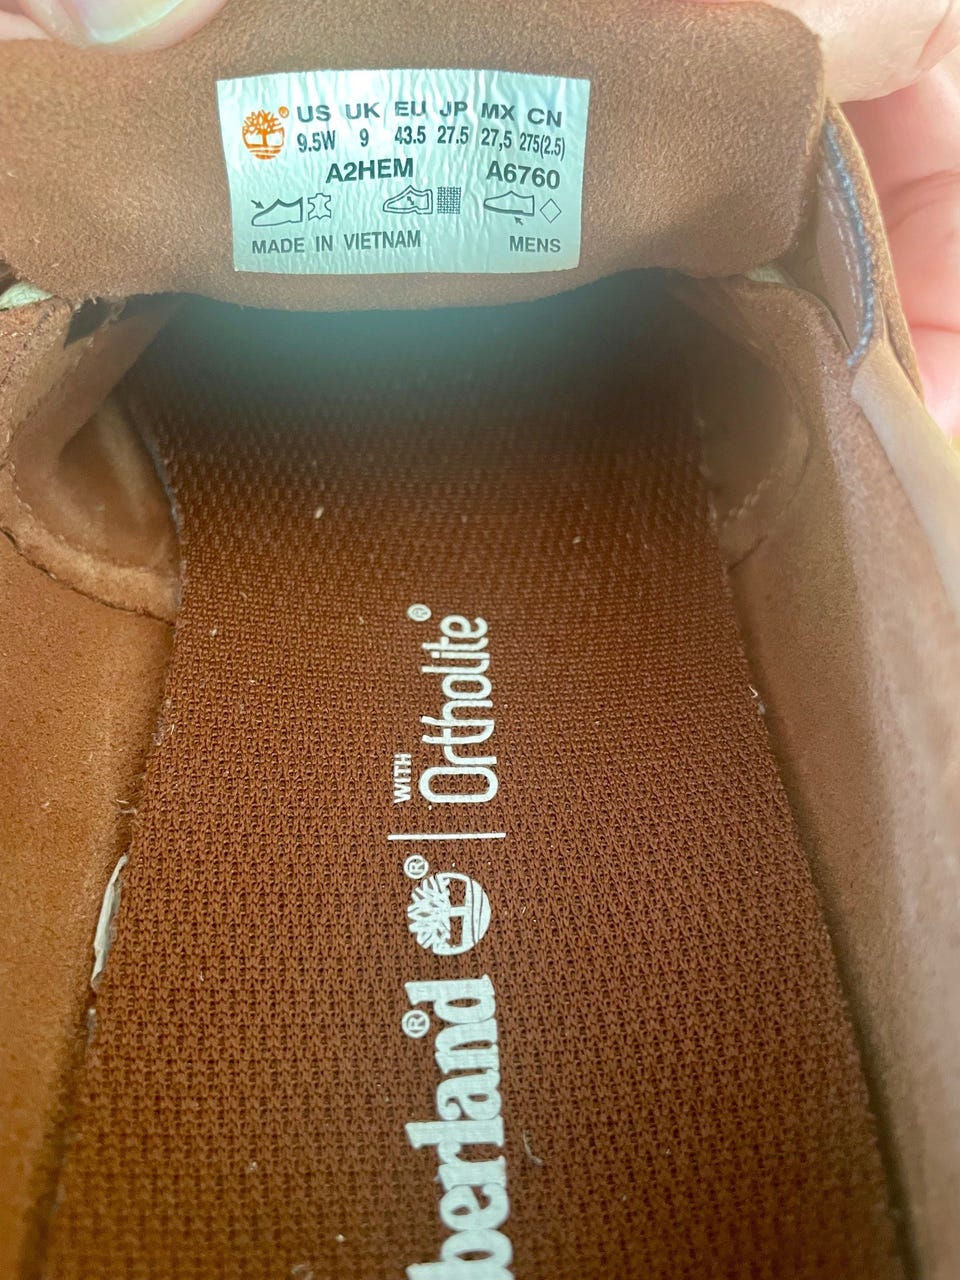 ® US UK EU JP MX CN
9.5W 9 43.5 27.5 27,5 275(2.5)
A2HEM A6760
MADE IN VIETNAM MENS
berland® ® | WITH
Ortholite®